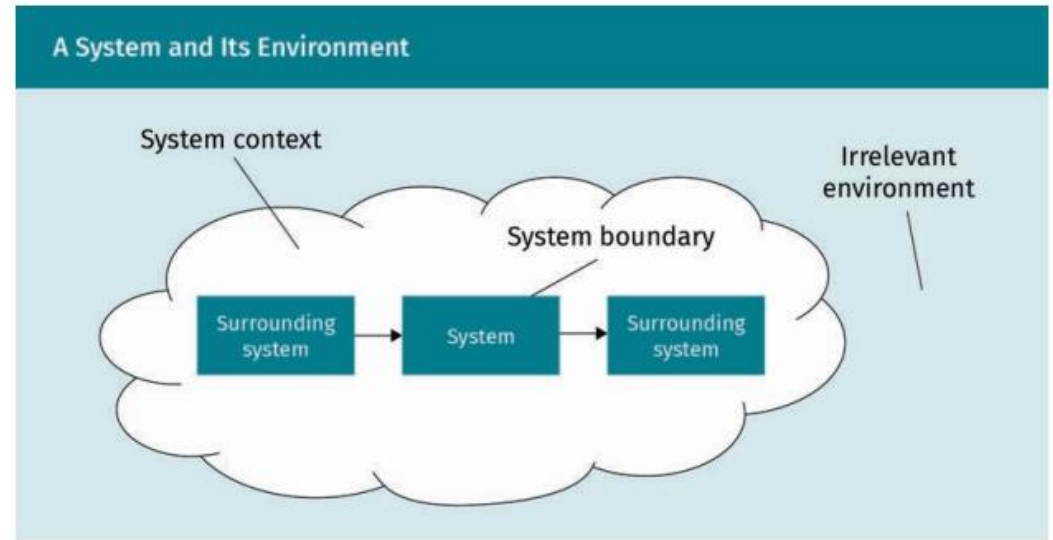 A System and Its Environment
System context
Irrelevant
environment
System boundary
Surrounding
system
System
Surrounding
system